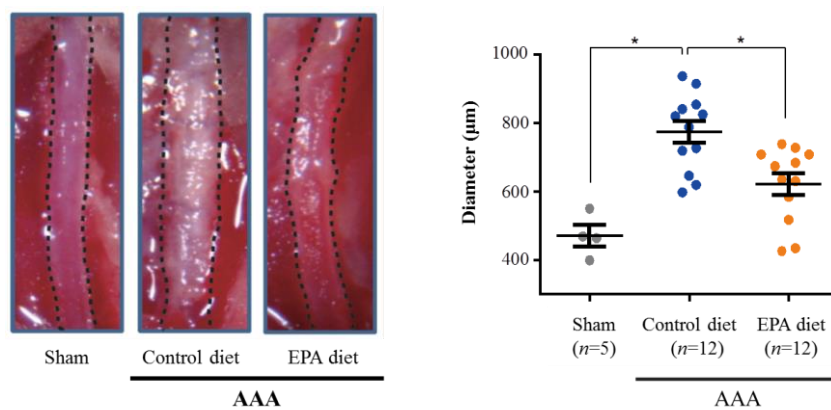 Sham
Control diet
EPA diet
AAA
Diameter (μm)
1000
800
600
400
*
*
Sham
(n=5)
Control diet
(n=12)
EPA diet
(n=12)
AAA